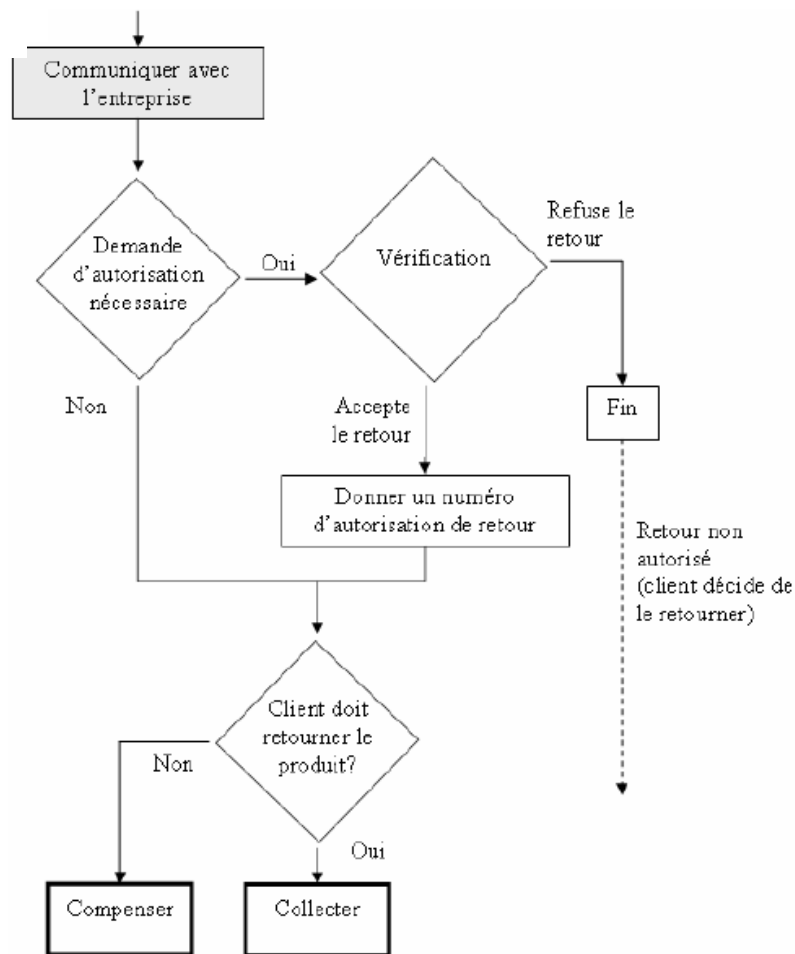 Communiquer avec
l'entreprise
Demande
d'autorisation
nécessaire
Oui
Vérification
Refuse le
retour
Non
Accepte
le retour
Fin
Donner un numéro
d'autorisation de retour
Retour non
autorisé
(client décide de
le retourner)
Client doit
retourner le
produit?
Non
Oui
Compenser
Collecter